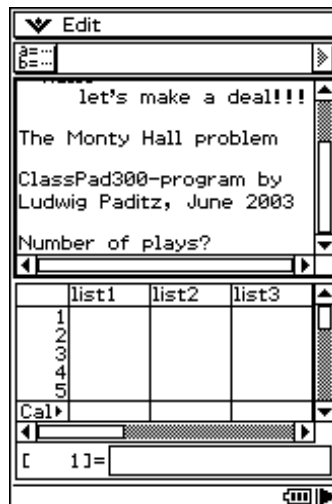 Edit
a=...
b=...
let's make a deal!!!
The Monty Hall problem
ClassPad300-program by
Ludwig Paditz, June 2003
Number of plays?
list1 list2 list3
1
2
3
4
5
Cal▶
[ 1]=